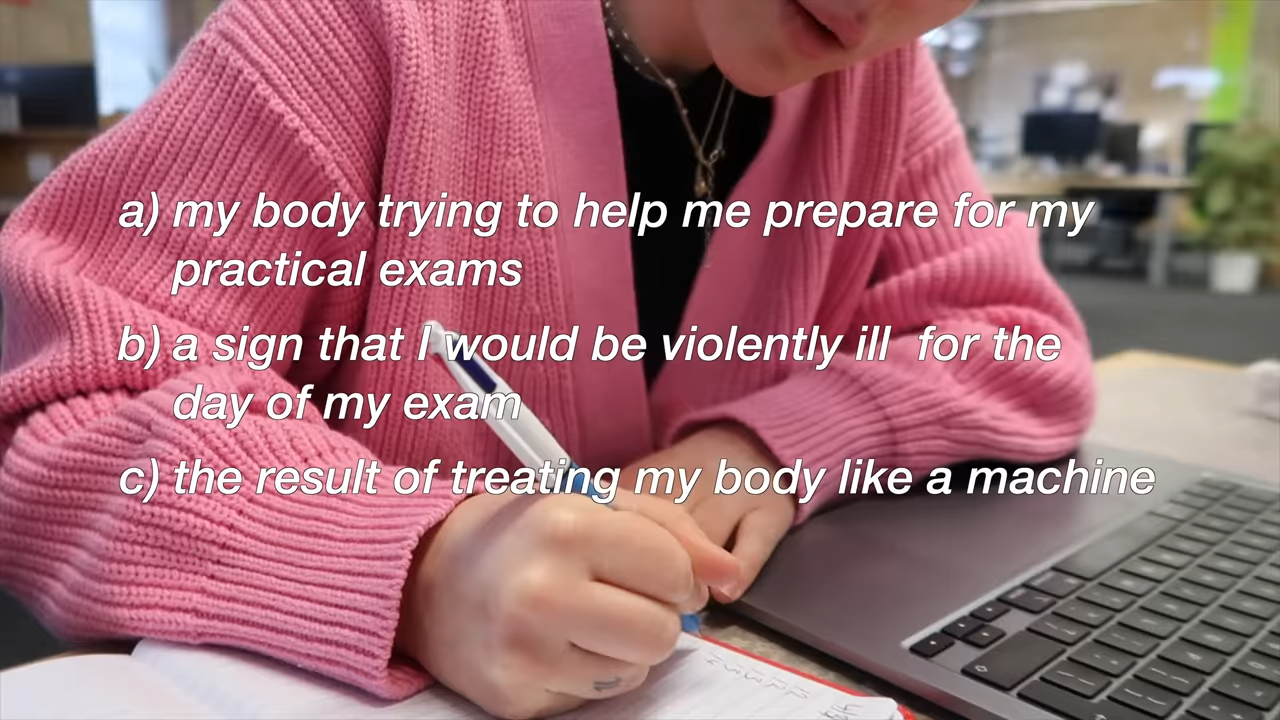 a) my body trying to help me prepare for my
practical exams
b) a sign that I would be violently ill for the
day of my exam
c) the result of treating my body like a machine